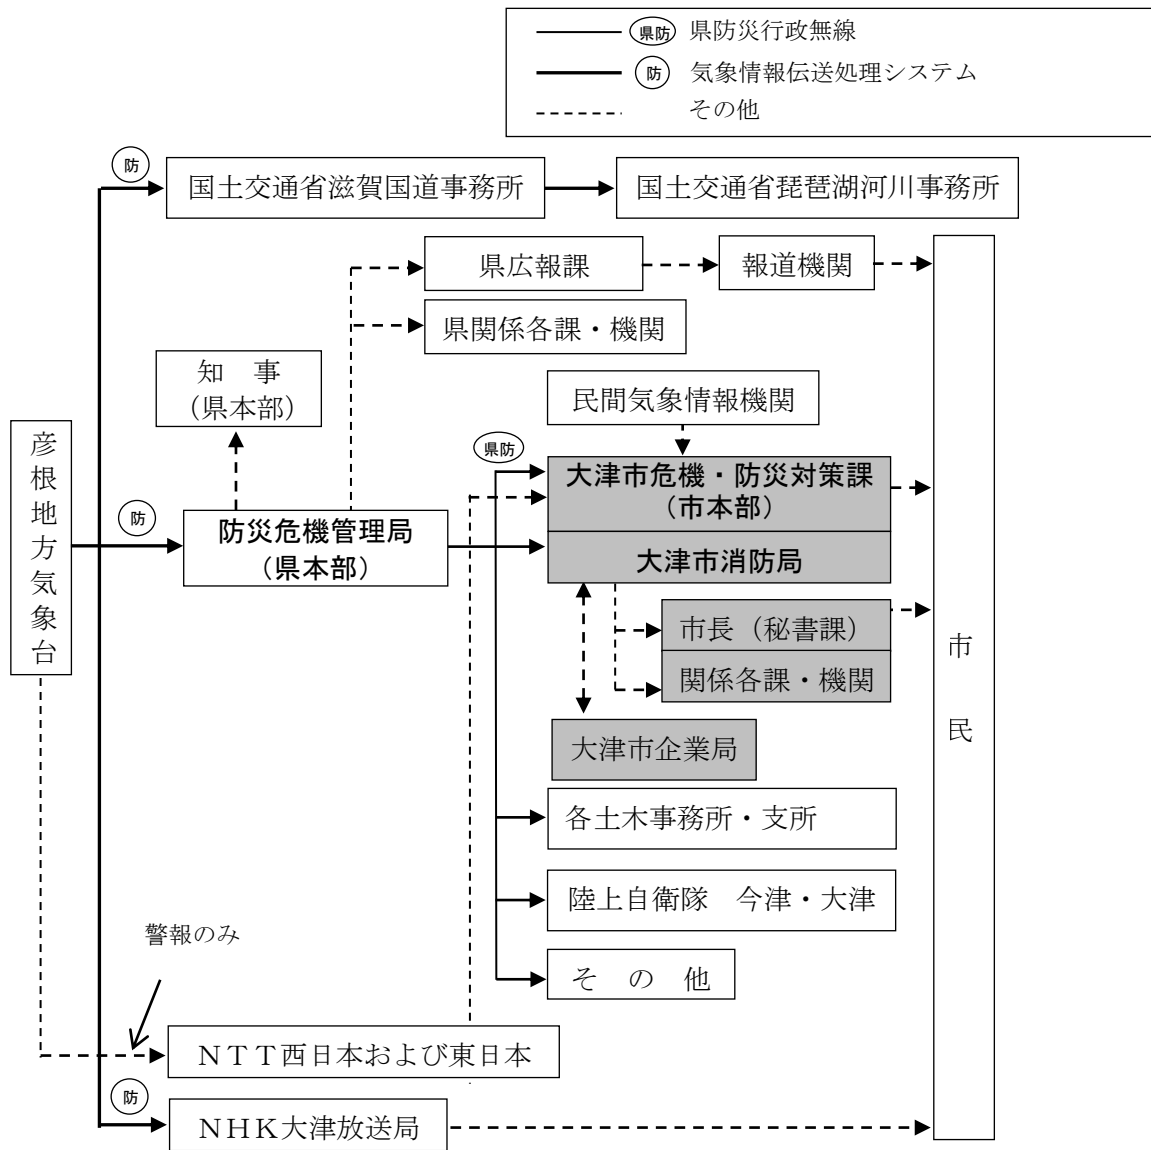 県防 県防災行政無線
防 気象情報伝送処理システム
その他
防
国土交通省滋賀国道事務所
国土交通省琵琶湖河川事務所
県広報課
報道機関
県関係各課・機関
知　事
（県本部）
民間気象情報機関
彦根地方気象台
県防
大津市危機・防災対策課
（市本部）
防
防災危機管理局
（県本部）
大津市消防局
市長（秘書課）
関係各課・機関
市民
大津市企業局
各土木事務所・支所
陸上自衛隊　今津・大津
警報のみ
そ　の　他
ＮＴＴ西日本および東日本
防
ＮＨＫ大津放送局